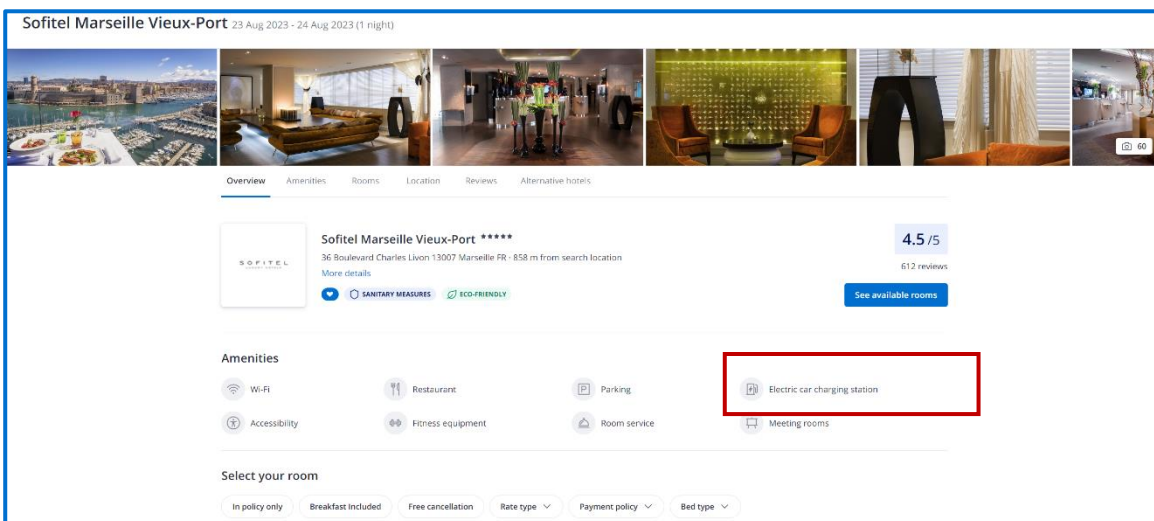 Sofitel Marseille Vieux-Port 23 Aug 2023 - 24 Aug 2023 (1 night)
60
Overview Amenities Rooms Location Reviews Alternative hotels
SOFITEL
Sofitel Marseille Vieux-Port *****
4.5 /5
36 Boulevard Charles Livon 13007 Marseille FR · 858 m from search location
612 reviews
More details
SANITARY MEASURES ECO-FRIENDLY
See available rooms
Amenities
Wi-Fi Restaurant Parking Electric car charging station
Accessibility Fitness equipment Room service Meeting rooms
Select your room
In policy only Breakfast Included Free cancellation Rate type Payment policy Bed type